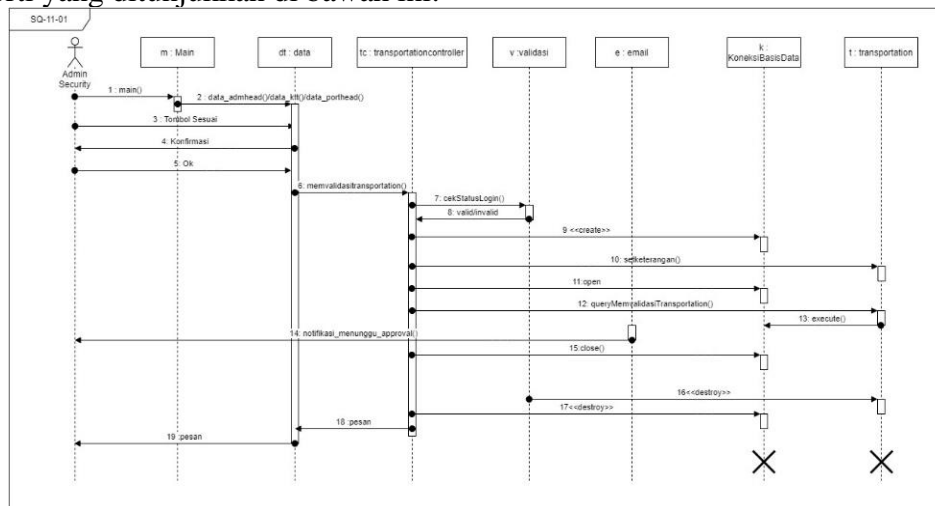 SQ-11-01
Admin
Security
m : Main
dt : data
tc : transportationcontroller
v :validasi
e : email
k :
KoneksiBasisData
t : transportation
1 : main()
2 : data_admhead()/data_ktt()/data_porthead()
3 : Tombol Sesuai
4: Konfirmasi
5: Ok
6: memvalidasitransportation()
7: cekStatusLogin()
8: valid/invalid
9 <<create>>
10: setketerangan()
11:open
12: queryMemvalidasiTransportation()
13: execute()
14: notifikasi_menunggu_approval()
15:close()
16<<destroy>>
17<<destroy>>
18 :pesan
19 :pesan